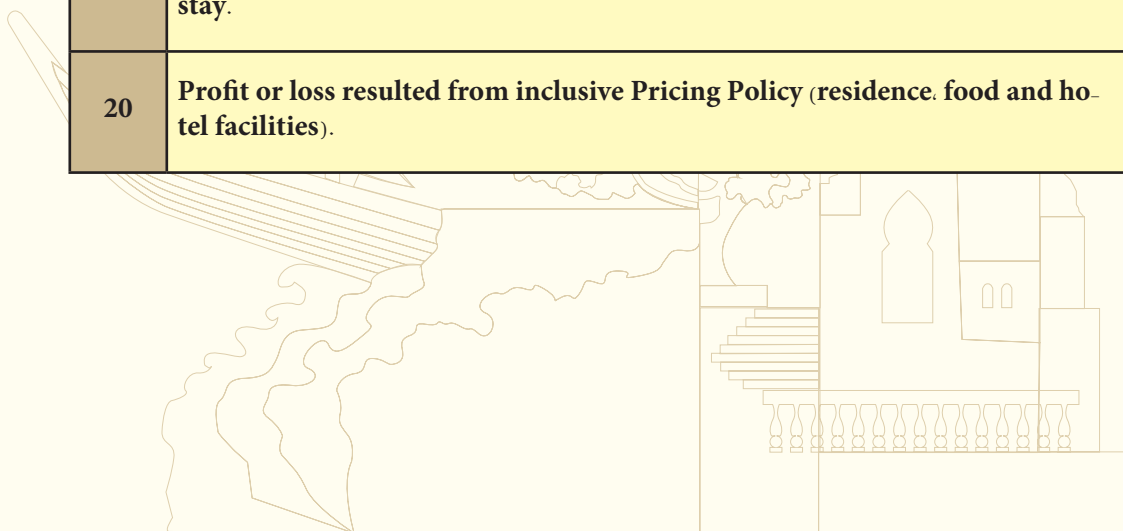 stay.
20
Profit or loss resulted from inclusive Pricing Policy (residence، food and ho-
tel facilities).